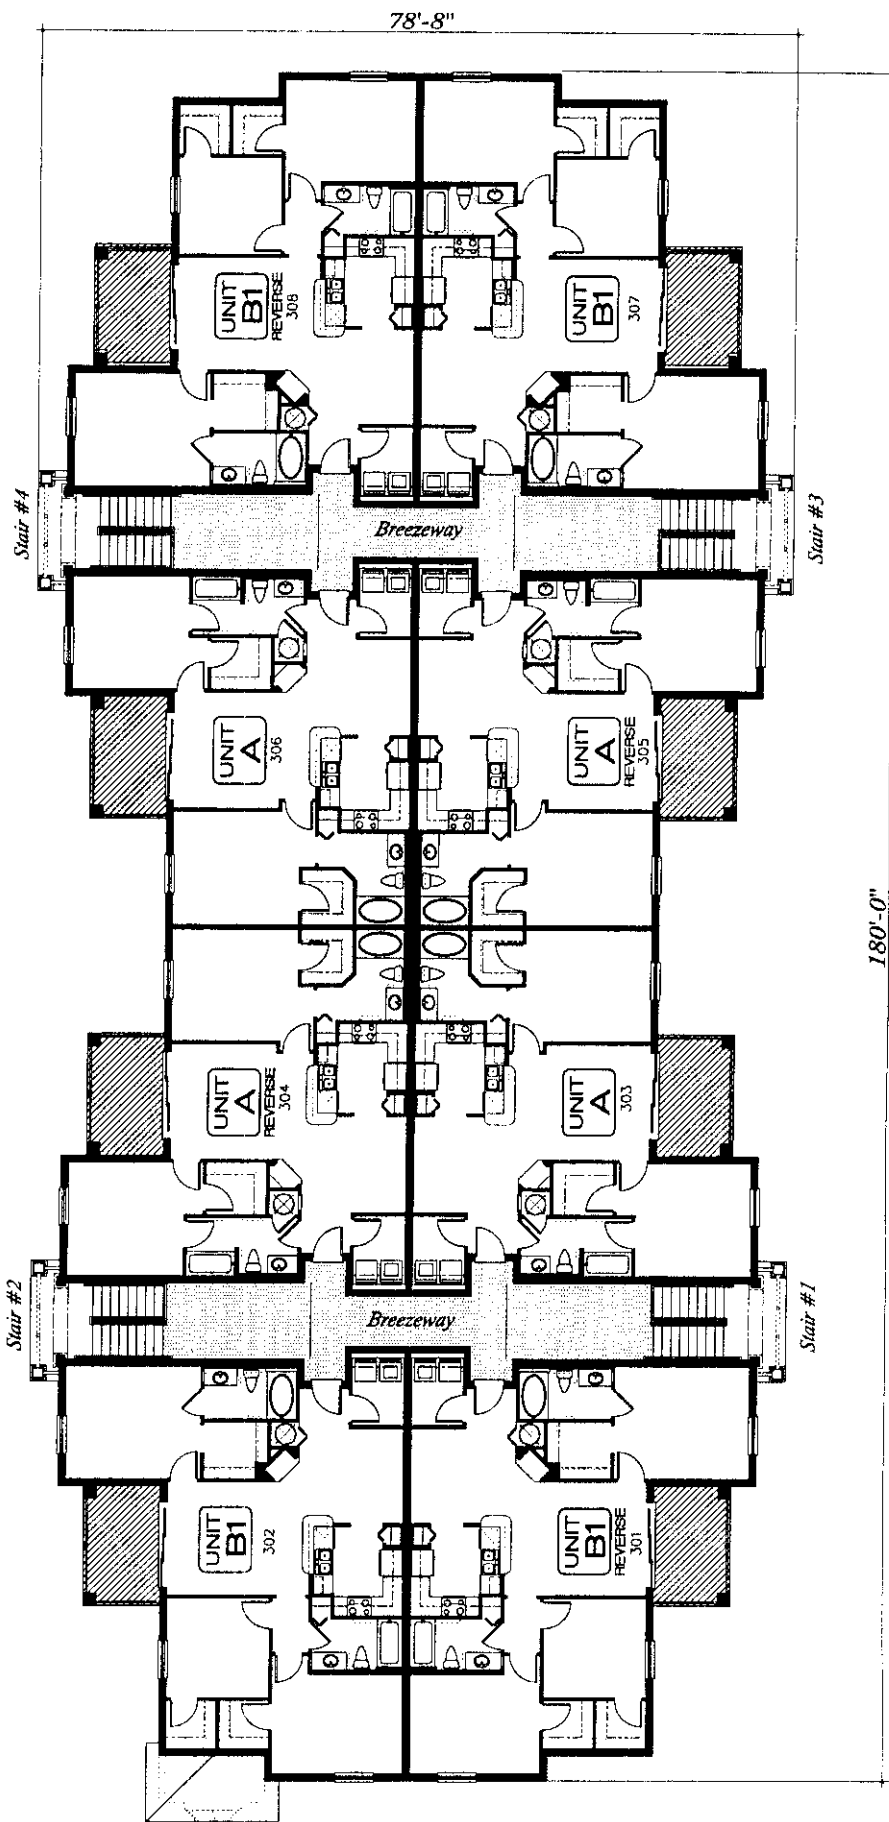 78'-8"
UNIT
B1
REVERSE
308
UNIT
B1
307
Stair #4
Breezeway
Stair #3
UNIT
A
306
UNIT
A
REVERSE
305
180'-0"
UNIT
A
REVERSE
304
UNIT
A
303
Stair #2
Breezeway
Stair #1
UNIT
B1
302
UNIT
B1
REVERSE
301